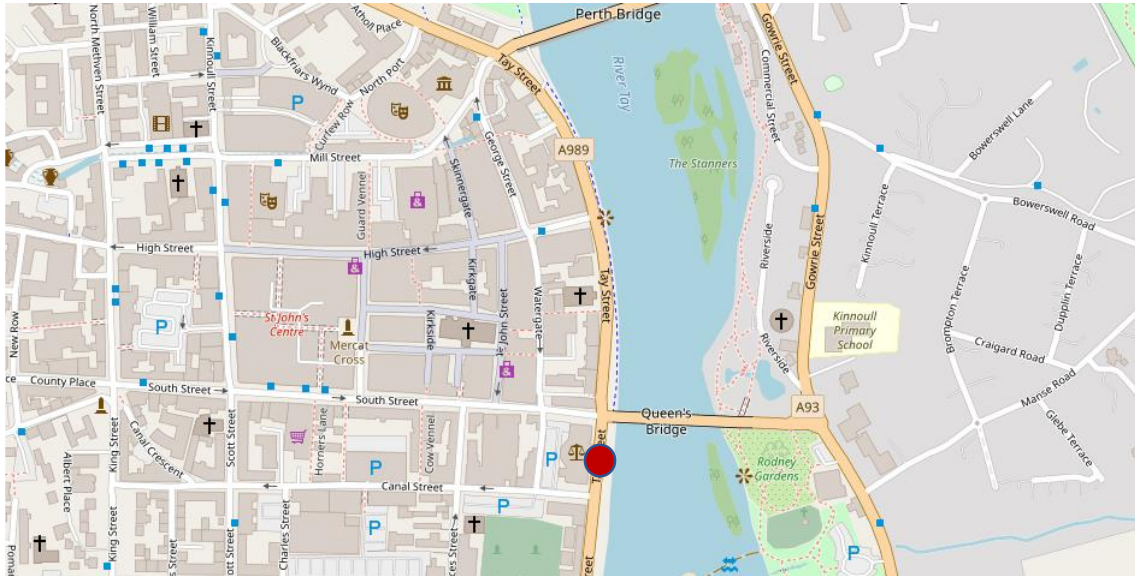 Perth Bridge
Atholl Place
William Street
North Methven Street
Kinnoull Street
Blackfriars Wynd
North Port
Tay Street
River Tay
Commercial Street
Gowrie Street
P
Curfew Row
Mill Street
George Street
A989
The Stanners
Bowerswell Lane
Skinnergate
Guard Vennel
Kinnoull Terrace
Bowerswell Road
High Street
High Street
Riverside
Gowrie Street
Kirkgate
Tay Street
Watergate
St John's
Centre
Mercat
Cross
Kirkside
St John Street
P
New Row
Kinnoull
Primary
School
Riverside
Brompton Terrace
Dupplin Terrace
Craigard Road
County Place
South Street
South Street
Queen's
Bridge
A93
Manse Road
Glebe Terrace
King Street
Canal Crescent
Scott Street
Horners Lane
Cow Vennel
P
P
Albert Place
Rodney
Gardens
Canal Street
P
P
Charles Street
King Street
P